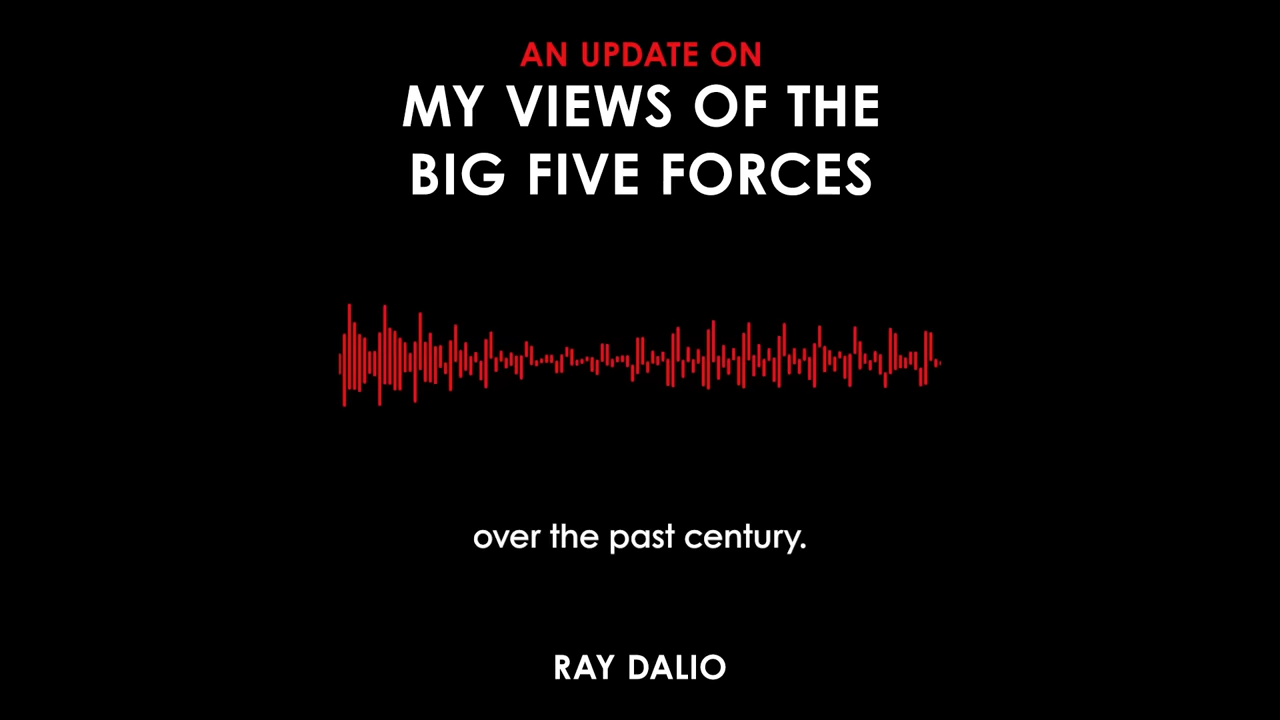 AN UPDATE ON
MY VIEWS OF THE
BIG FIVE FORCES
over the past century.
RAY DALIO